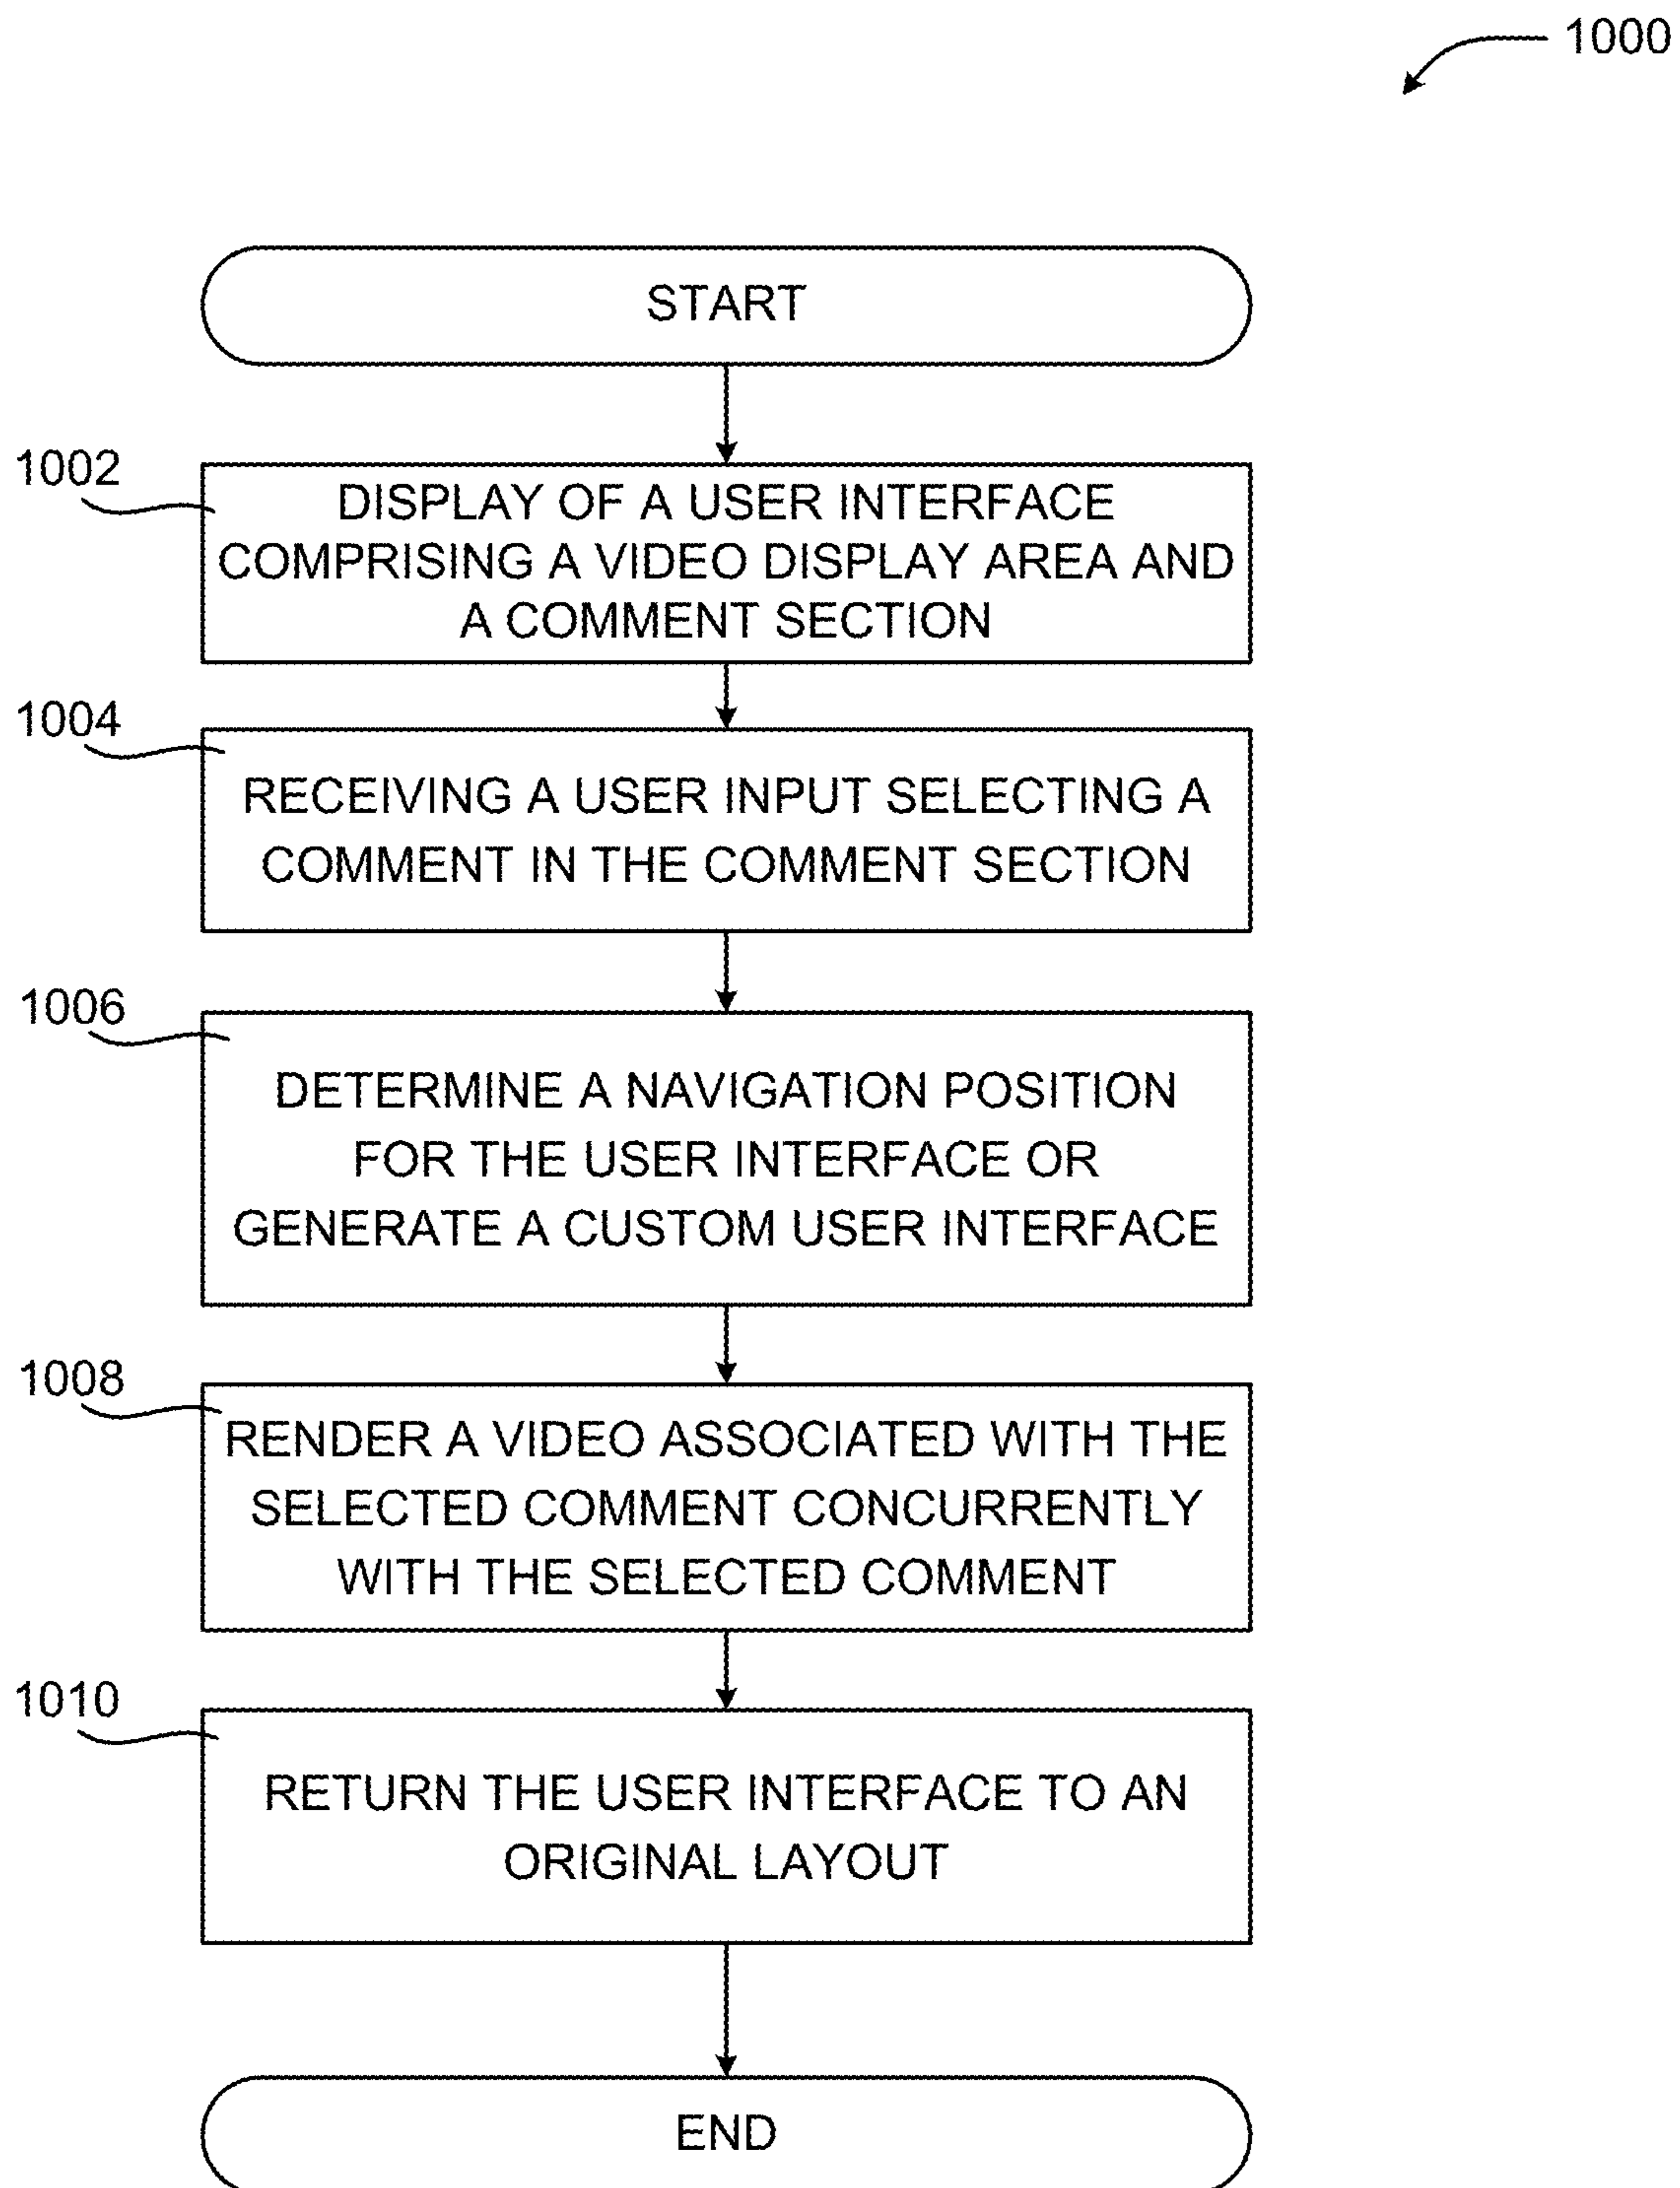 1000
START
1002
DISPLAY OF A USER INTERFACE
COMPRISING A VIDEO DISPLAY AREA AND
A COMMENT SECTION
1004
RECEIVING A USER INPUT SELECTING A
COMMENT IN THE COMMENT SECTION
1006
DETERMINE A NAVIGATION POSITION
FOR THE USER INTERFACE OR
GENERATE A CUSTOM USER INTERFACE
1008
RENDER A VIDEO ASSOCIATED WITH THE
SELECTED COMMENT CONCURRENTLY
WITH THE SELECTED COMMENT
1010
RETURN THE USER INTERFACE TO AN
ORIGINAL LAYOUT
END